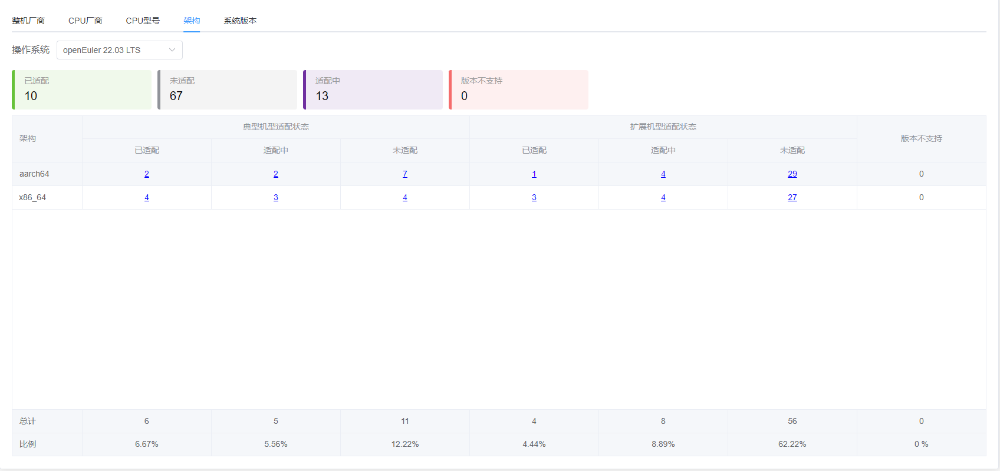 整机厂商 CPU厂商 CPU型号 架构 系统版本
操作系统 openEuler 22.03 LTS
已适配 未适配 适配中 版本不支持
10 67 13 0
架构 典型机型适配状态 扩展机型适配状态 版本不支持
已适配 适配中 未适配 已适配 适配中 未适配
aarch64 2 2 7 1 4 29 0
x86_64 4 3 4 3 4 27 0
总计 6 5 11 4 8 56 0
比例 6.67% 5.56% 12.22% 4.44% 8.89% 62.22% 0 %